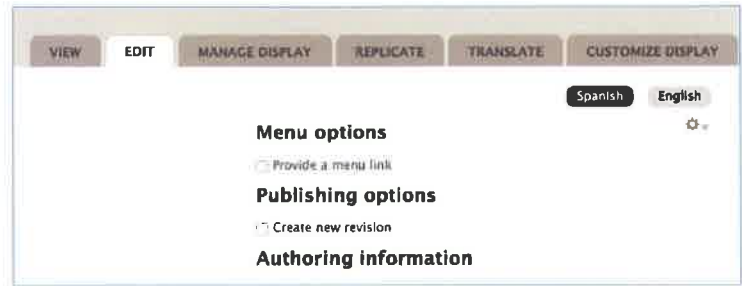 VIEW EDIT MANAGE DISPLAY REPLICATE TRANSLATE CUSTOMIZE DISPLAY
Spanish English
Menu options
Provide a menu link
Publishing options
Create new revision
Authoring information